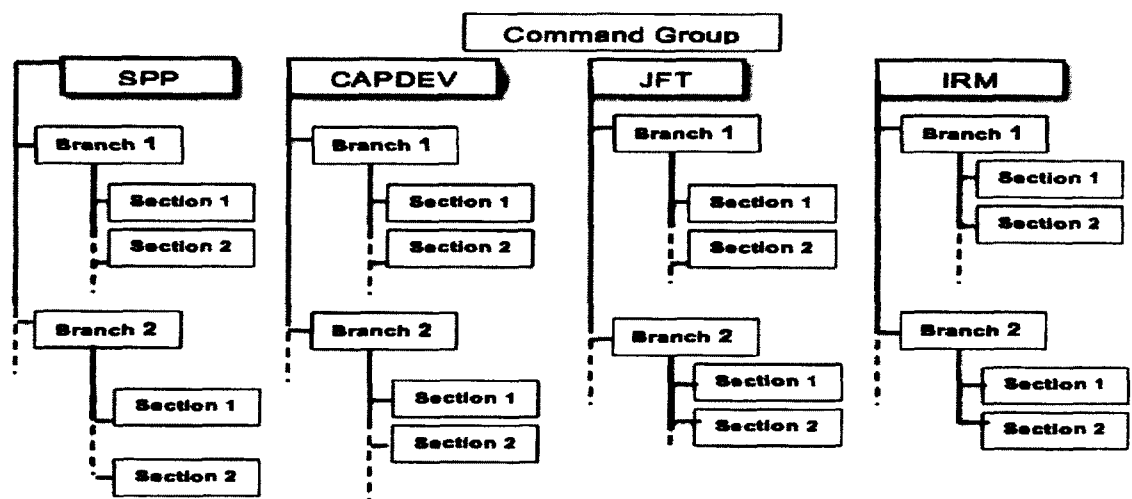 Command Group
SPP
Branch 1
Section 1
Section 2
Branch 2
Section 1
Section 2
CAPDEV
Branch 1
Section 1
Section 2
Branch 2
Section 1
Section 2
JFT
Branch 1
Section 1
Section 2
Branch 2
Section 1
Section 2
IRM
Branch 1
Section 1
Section 2
Branch 2
Section 1
Section 2